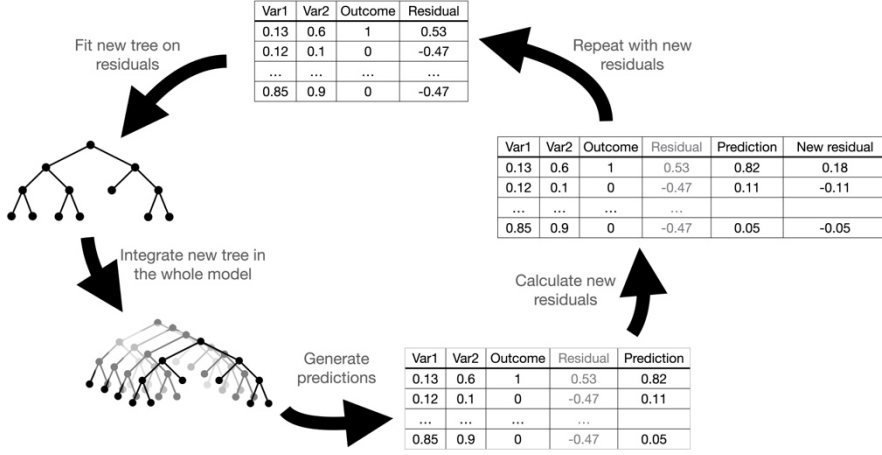 Var1 Var2 Outcome Residual
0.13 0.6 1 0.53
0.12 0.1 0 -0.47
... ... ... ...
0.85 0.9 0 -0.47
Fit new tree on
residuals
Repeat with new
residuals
Var1 Var2 Outcome Residual Prediction New residual
0.13 0.6 1 0.53 0.82 0.18
0.12 0.1 0 -0.47 0.11 -0.11
... ... ... ...
0.85 0.9 0 -0.47 0.05 -0.05
Integrate new tree in
the whole model
Calculate new
residuals
Generate
predictions
Var1 Var2 Outcome Residual Prediction
0.13 0.6 1 0.53 0.82
0.12 0.1 0 -0.47 0.11
... ... ... ...
0.85 0.9 0 -0.47 0.05